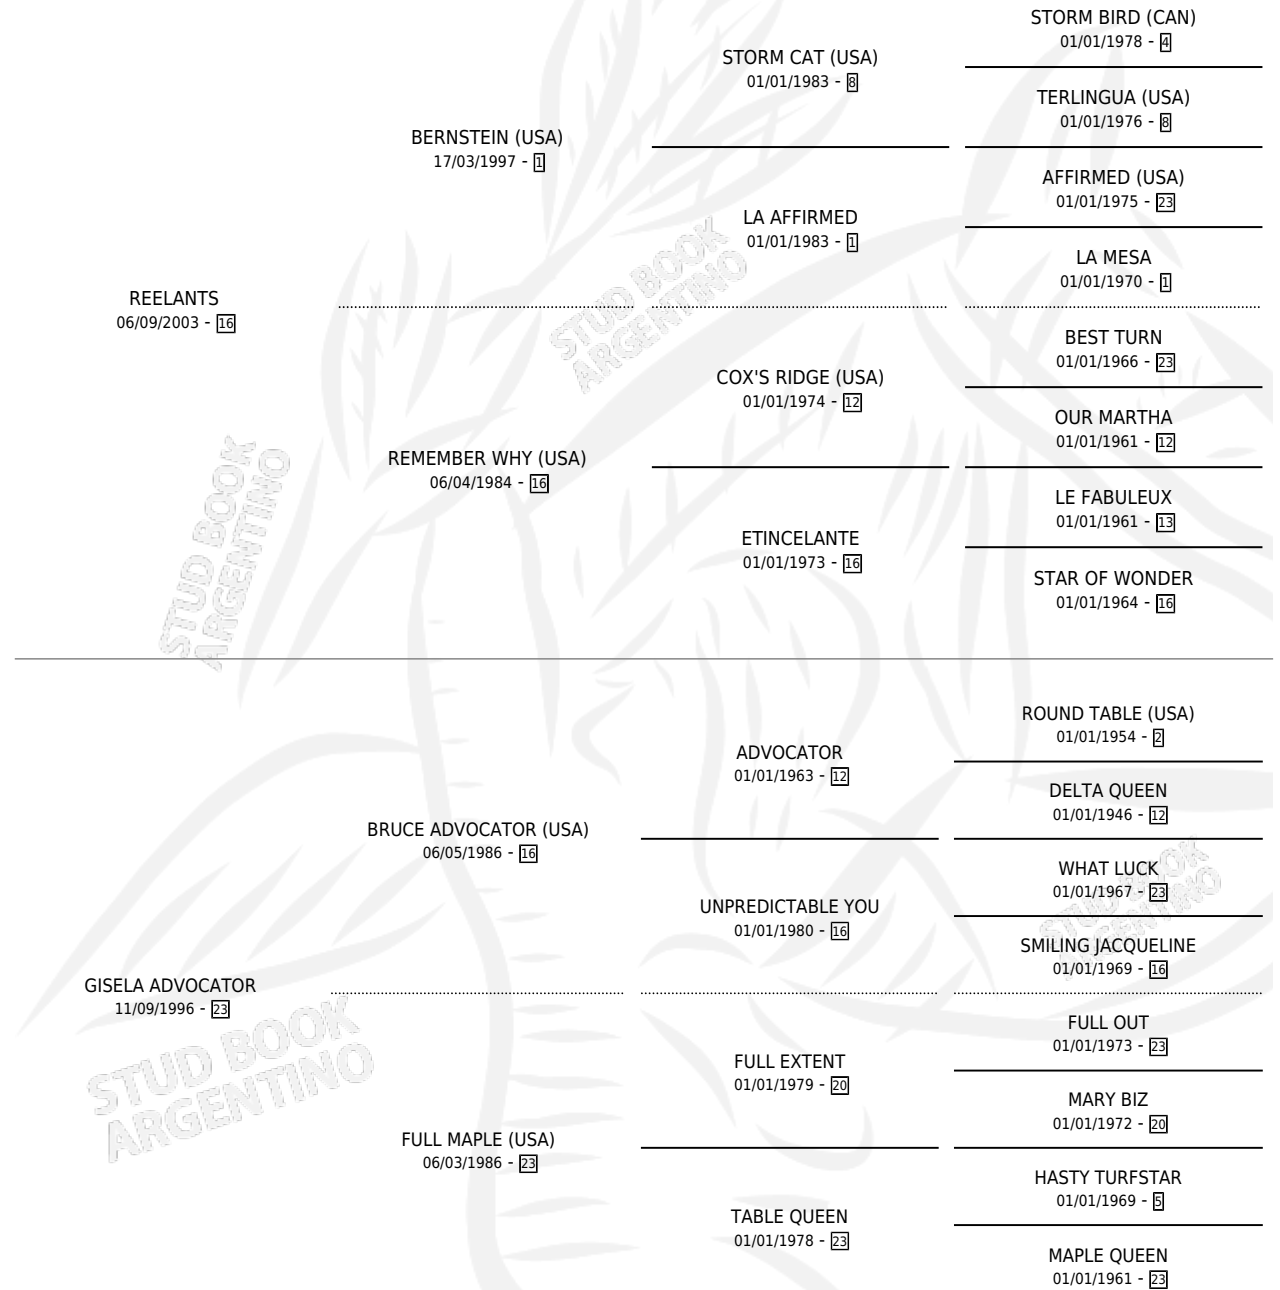 STORM BIRD (CAN)
01/01/1978 - 4
STORM CAT (USA)
01/01/1983 - 8
TERLINGUA (USA)
01/01/1976 - 8
BERNSTEIN (USA)
17/03/1997 - 1
AFFIRMED (USA)
01/01/1975 - 23
LA AFFIRMED
01/01/1983 - 1
LA MESA
01/01/1970 - 1
REELANTS
06/09/2003 - 16
BEST TURN
01/01/1966 - 23
COX'S RIDGE (USA)
01/01/1974 - 12
OUR MARTHA
01/01/1961 - 12
REMEMBER WHY (USA)
06/04/1984 - 16
LE FABULEUX
01/01/1961 - 13
ETINCELANTE
01/01/1973 - 16
STAR OF WONDER
01/01/1964 - 16
ROUND TABLE (USA)
01/01/1954 - 2
ADVOCATOR
01/01/1963 - 12
DELTA QUEEN
01/01/1946 - 12
BRUCE ADVOCATOR (USA)
06/05/1986 - 16
WHAT LUCK
01/01/1967 - 23
UNPREDICTABLE YOU
01/01/1980 - 16
SMILING JACQUELINE
01/01/1969 - 16
GISELA ADVOCATOR
11/09/1996 - 23
FULL OUT
01/01/1973 - 23
FULL EXTENT
01/01/1979 - 20
MARY BIZ
01/01/1972 - 20
FULL MAPLE (USA)
06/03/1986 - 23
HASTY TURFSTAR
01/01/1969 - 5
TABLE QUEEN
01/01/1978 - 23
MAPLE QUEEN
01/01/1961 - 23
STUD BOOK
ARGENTINO
STUD BOOK
ARGENTINO
STUD BOOK
ARGENTINO
STUD BOOK
ARGENTINO